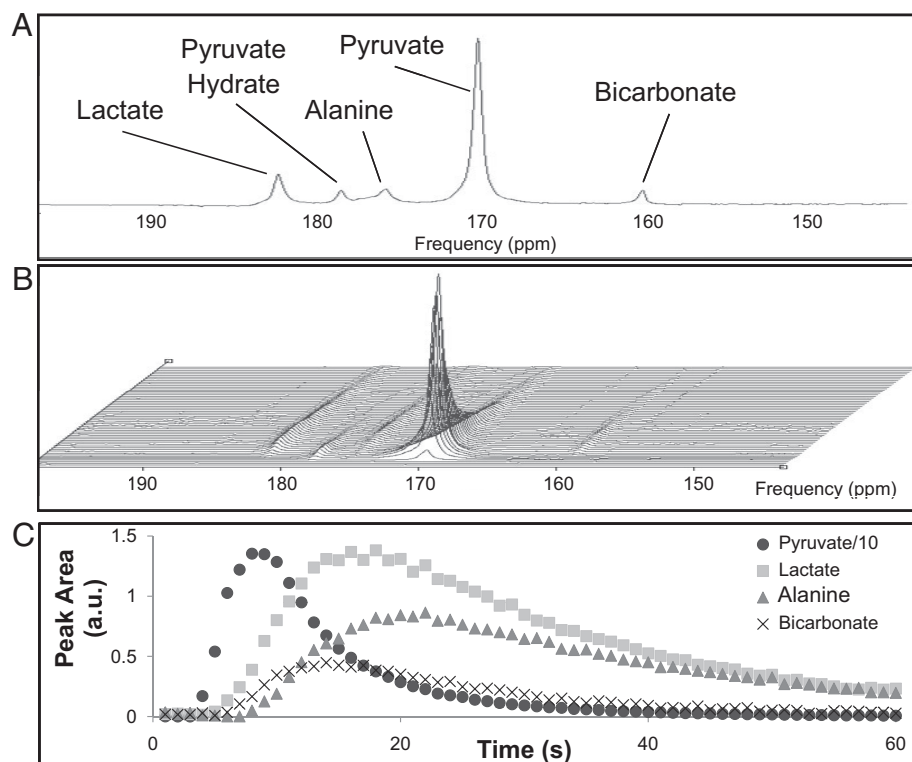 A
Pyruvate
Hydrate
Pyruvate
Lactate
Alanine
Bicarbonate
190
180
170
160
150
Frequency (ppm)
B
190
180
170
160
150
Frequency (ppm)
C
Peak Area
(a.u.)
1.5
1
0.5
0
Pyruvate/10
Lactate
Alanine
Bicarbonate
0
20
40
60
Time (s)